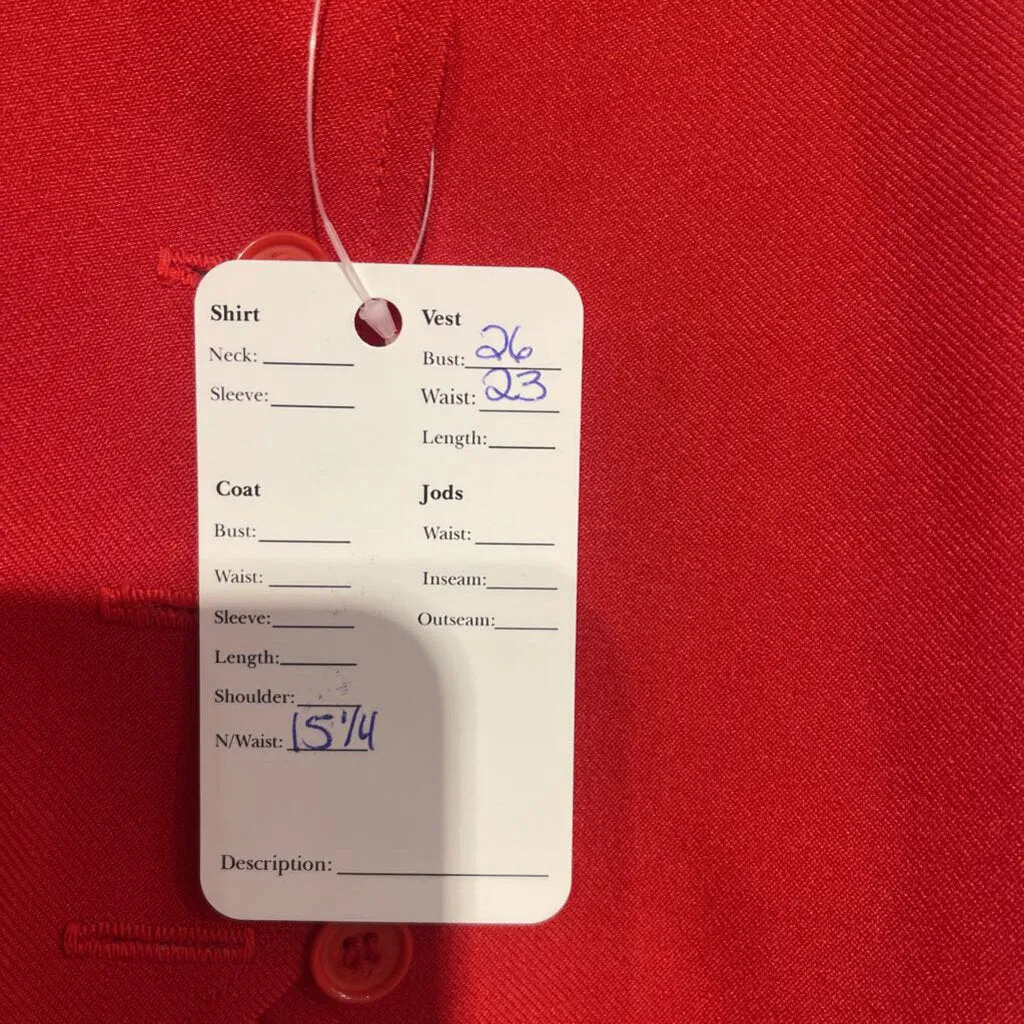 Shirt
Neck:
Sleeve:
Vest
Bust: 26
Waist: 23
Length:
Coat
Bust:
Waist:
Sleeve:
Length:
Shoulder:
N/Waist: 15 1/4
Jods
Waist:
Inseam:
Outseam:
Description: